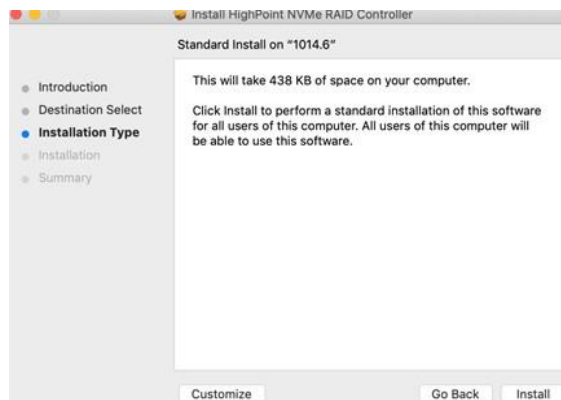 Install HighPoint NVMe RAID Controller
Standard Install on “1014.6”
Introduction
Destination Select
Installation Type
Installation
Summary
This will take 438 KB of space on your computer.
Click Install to perform a standard installation of this software
for all users of this computer. All users of this computer will
be able to use this software.
Customize
Go Back
Install